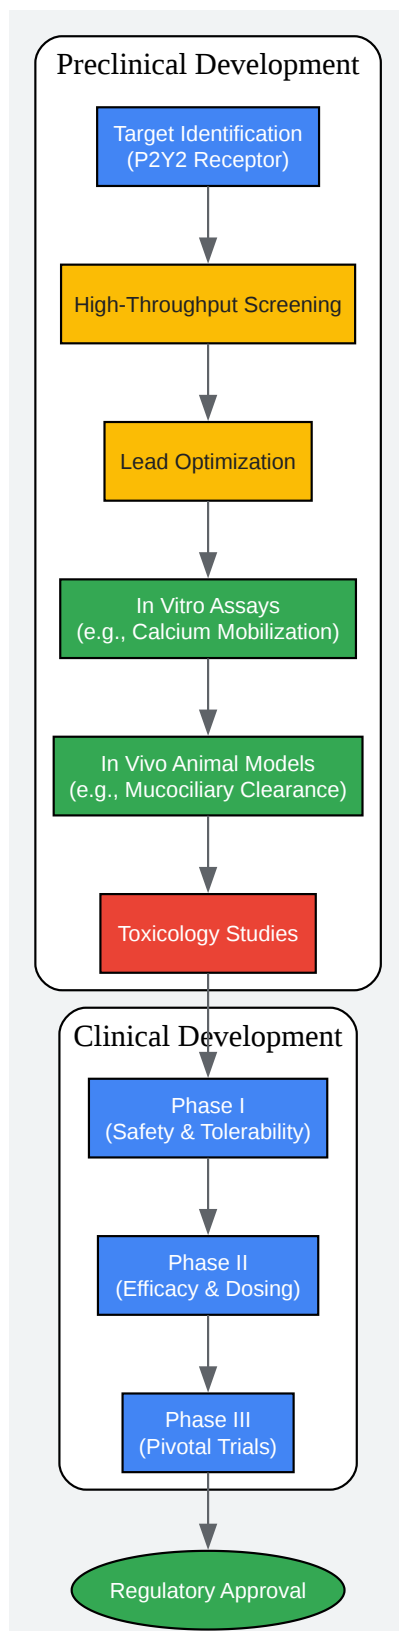 Preclinical Development
Target Identification
(P2Y2 Receptor)
High-Throughput Screening
Lead Optimization
In Vitro Assays
(e.g., Calcium Mobilization)
In Vivo Animal Models
(e.g., Mucociliary Clearance)
Toxicology Studies
Clinical Development
Phase I
(Safety & Tolerability)
Phase II
(Efficacy & Dosing)
Phase III
(Pivotal Trials)
Regulatory Approval